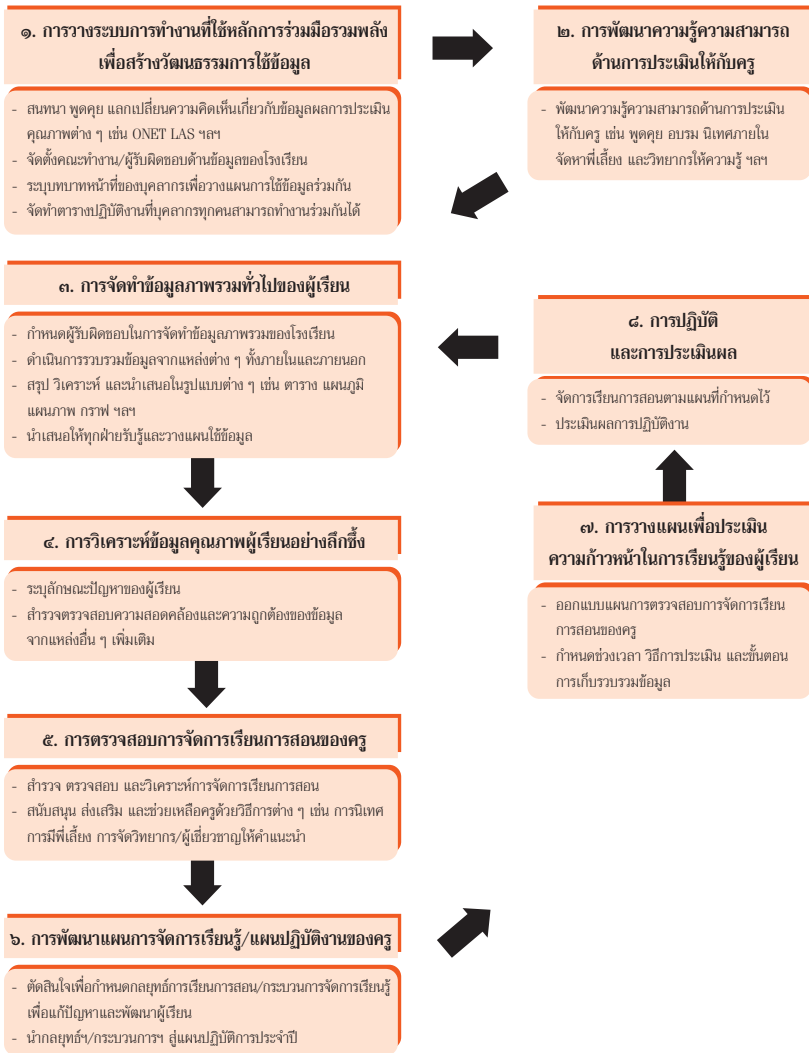 ๑. การวางระบบการทำงานที่ใช้หลักการร่วมมือรวมพลัง
เพื่อสร้างวัฒนธรรมการใช้ข้อมูล
- สนทนา พูดคุย แลกเปลี่ยนความคิดเห็นเกี่ยวกับข้อมูลผลการประเมิน
คุณภาพต่าง ๆ เช่น ONET LAS ฯลฯ
- จัดตั้งคณะทำงาน/ผู้รับผิดชอบด้านข้อมูลของโรงเรียน
- ระบุบทบาทหน้าที่ของบุคลากรเพื่อวางแผนการใช้ข้อมูลร่วมกัน
- จัดทำตารางปฏิบัติงานที่บุคลากรทุกคนสามารถทำงานร่วมกันได้
๒. การพัฒนาความรู้ความสามารถ
ด้านการประเมินให้กับครู
- พัฒนาความรู้ความสามารถด้านการประเมิน
ให้กับครู เช่น พูดคุย อบรม นิเทศภายใน
จัดหาพี่เลี้ยง และวิทยากรให้ความรู้ ฯลฯ
๓. การจัดทำข้อมูลภาพรวมทั่วไปของผู้เรียน
- กำหนดผู้รับผิดชอบในการจัดทำข้อมูลภาพรวมของโรงเรียน
- ดำเนินการรวบรวมข้อมูลจากแหล่งต่าง ๆ ทั้งภายในและภายนอก
- สรุป วิเคราะห์ และนำเสนอในรูปแบบต่าง ๆ เช่น ตาราง แผนภูมิ
แผนภาพ กราฟ ฯลฯ
- นำเสนอให้ทุกฝ่ายรับรู้และวางแผนใช้ข้อมูล
๔. การวิเคราะห์ข้อมูลคุณภาพผู้เรียนอย่างลึกซึ้ง
- ระบุลักษณะปัญหาของผู้เรียน
- สำรวจตรวจสอบความสอดคล้องและความถูกต้องของข้อมูล
จากแหล่งอื่น ๆ เพิ่มเติม
๕. การตรวจสอบการจัดการเรียนการสอนของครู
- สำรวจ ตรวจสอบ และวิเคราะห์การจัดการเรียนการสอน
- สนับสนุน ส่งเสริม และช่วยเหลือครูด้วยวิธีการต่าง ๆ เช่น การนิเทศ
การมีพี่เลี้ยง การจัดวิทยากร/ผู้เชี่ยวชาญให้คำแนะนำ
๖. การพัฒนาแผนการจัดการเรียนรู้/แผนปฏิบัติงานของครู
- ตัดสินใจเพื่อกำหนดกลยุทธ์การเรียนการสอน/กระบวนการจัดการเรียนรู้
เพื่อแก้ปัญหาและพัฒนาผู้เรียน
- นำกลยุทธ์ฯ/กระบวนการฯ สู่แผนปฏิบัติการประจำปี
๗. การวางแผนเพื่อประเมิน
ความก้าวหน้าในการเรียนรู้ของผู้เรียน
- ออกแบบแผนการตรวจสอบการจัดการเรียน
การสอนของครู
- กำหนดช่วงเวลา วิธีการประเมิน และขั้นตอน
การเก็บรวบรวมข้อมูล
๘. การปฏิบัติ
และการประเมินผล
- จัดการเรียนการสอนตามแผนที่กำหนดไว้
- ประเมินผลการปฏิบัติงาน